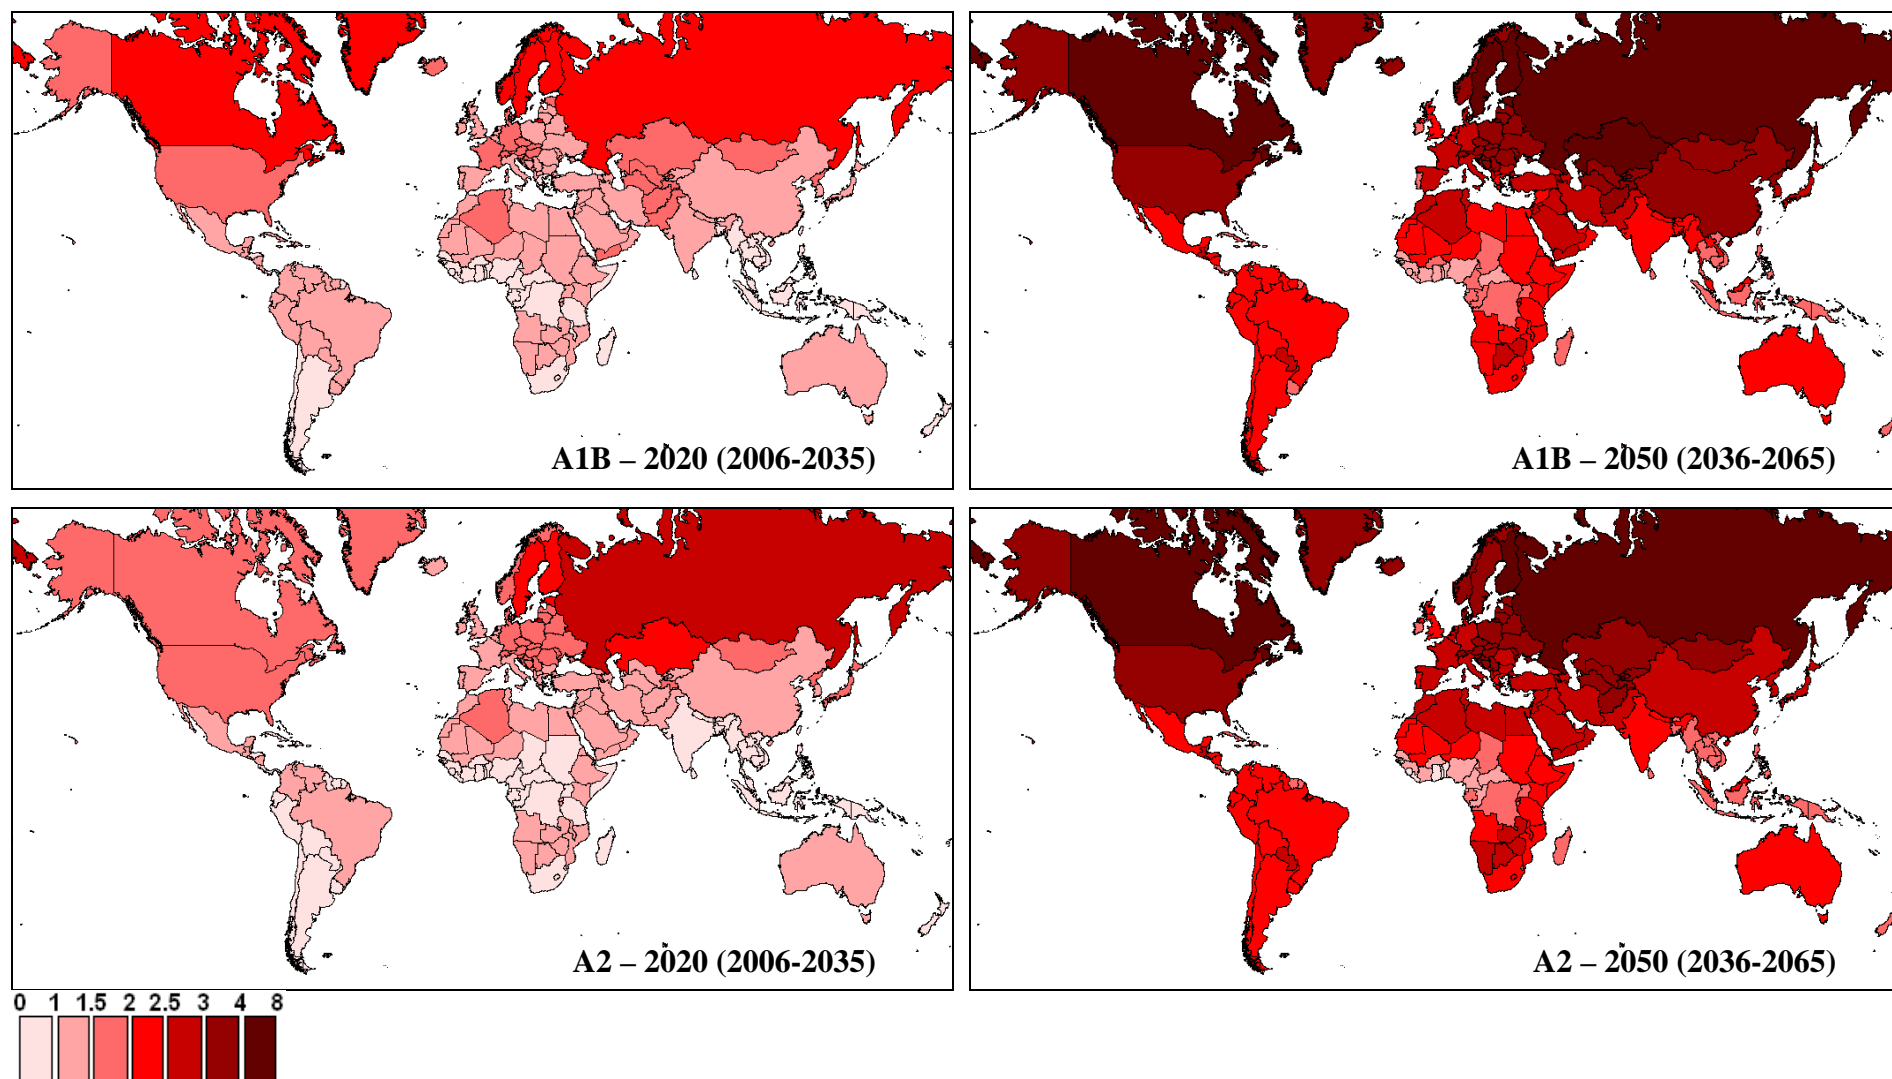 A1B – 2020 (2006-2035)
A1B – 2050 (2036-2065)
A2 – 2020 (2006-2035)
A2 – 2050 (2036-2065)
0 1 1.5 2 2.5 3 4 8